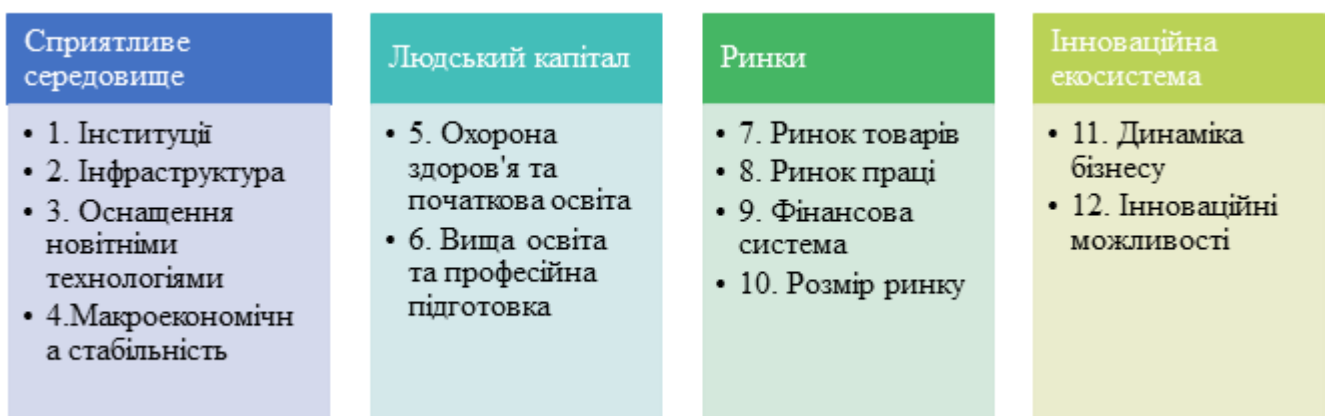 Сприятливе
середовище
• 1. Інституції
• 2. Інфраструктура
• 3. Оснащення
новітніми
технологіями
• 4.Макроекономічн
а стабільність
Людський капітал
• 5. Охорона
здоров'я та
початкова освіта
• 6. Вища освіта
та професійна
підготовка
Ринки
• 7. Ринок товарів
• 8. Ринок праці
• 9. Фінансова
система
• 10. Розмір ринку
Інноваційна
екосистема
• 11. Динаміка
бізнесу
• 12. Інноваційні
можливості